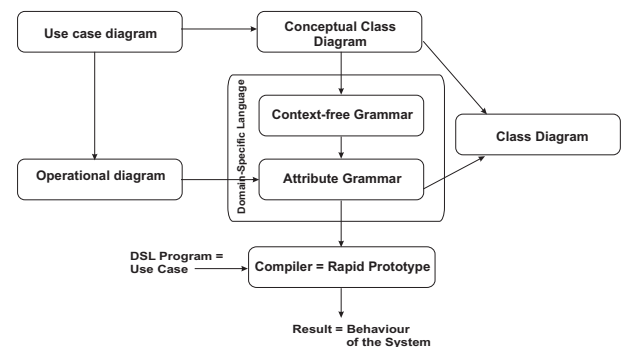 Use case diagram
Conceptual Class
Diagram
Domain-Specific Language
Context-free Grammar
Class Diagram
Operational diagram
Attribute Grammar
DSL Program =
Use Case
Compiler = Rapid Prototype
Result = Behaviour
of the System